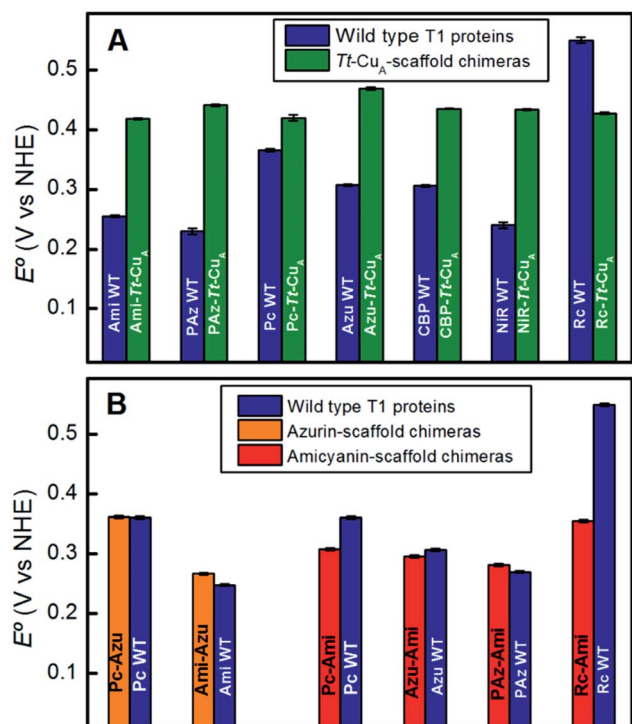 A
Wild type T1 proteins
Tt-CuA-scaffold chimeras
E⁰ (V vs NHE)
0.5
0.4
0.3
0.2
0.1
Ami WT
Ami-Tt-CuA
PAz WT
PAz-Tt-CuA
Pc WT
Pc-Tt-CuA
Azu WT
Azu-Tt-CuA
CBP WT
CBP-Tt-CuA
NiR WT
NiR-Tt-CuA
Rc WT
Rc-Tt-CuA
B
Wild type T1 proteins
Azurin-scaffold chimeras
Amicyanin-scaffold chimeras
E⁰ (V vs NHE)
0.5
0.4
0.3
0.2
0.1
Pc-Azu
Pc WT
Ami-Azu
Ami WT
Pc-Ami
Pc WT
Azu-Ami
Azu WT
PAz-Ami
PAz WT
Rc-Ami
Rc WT